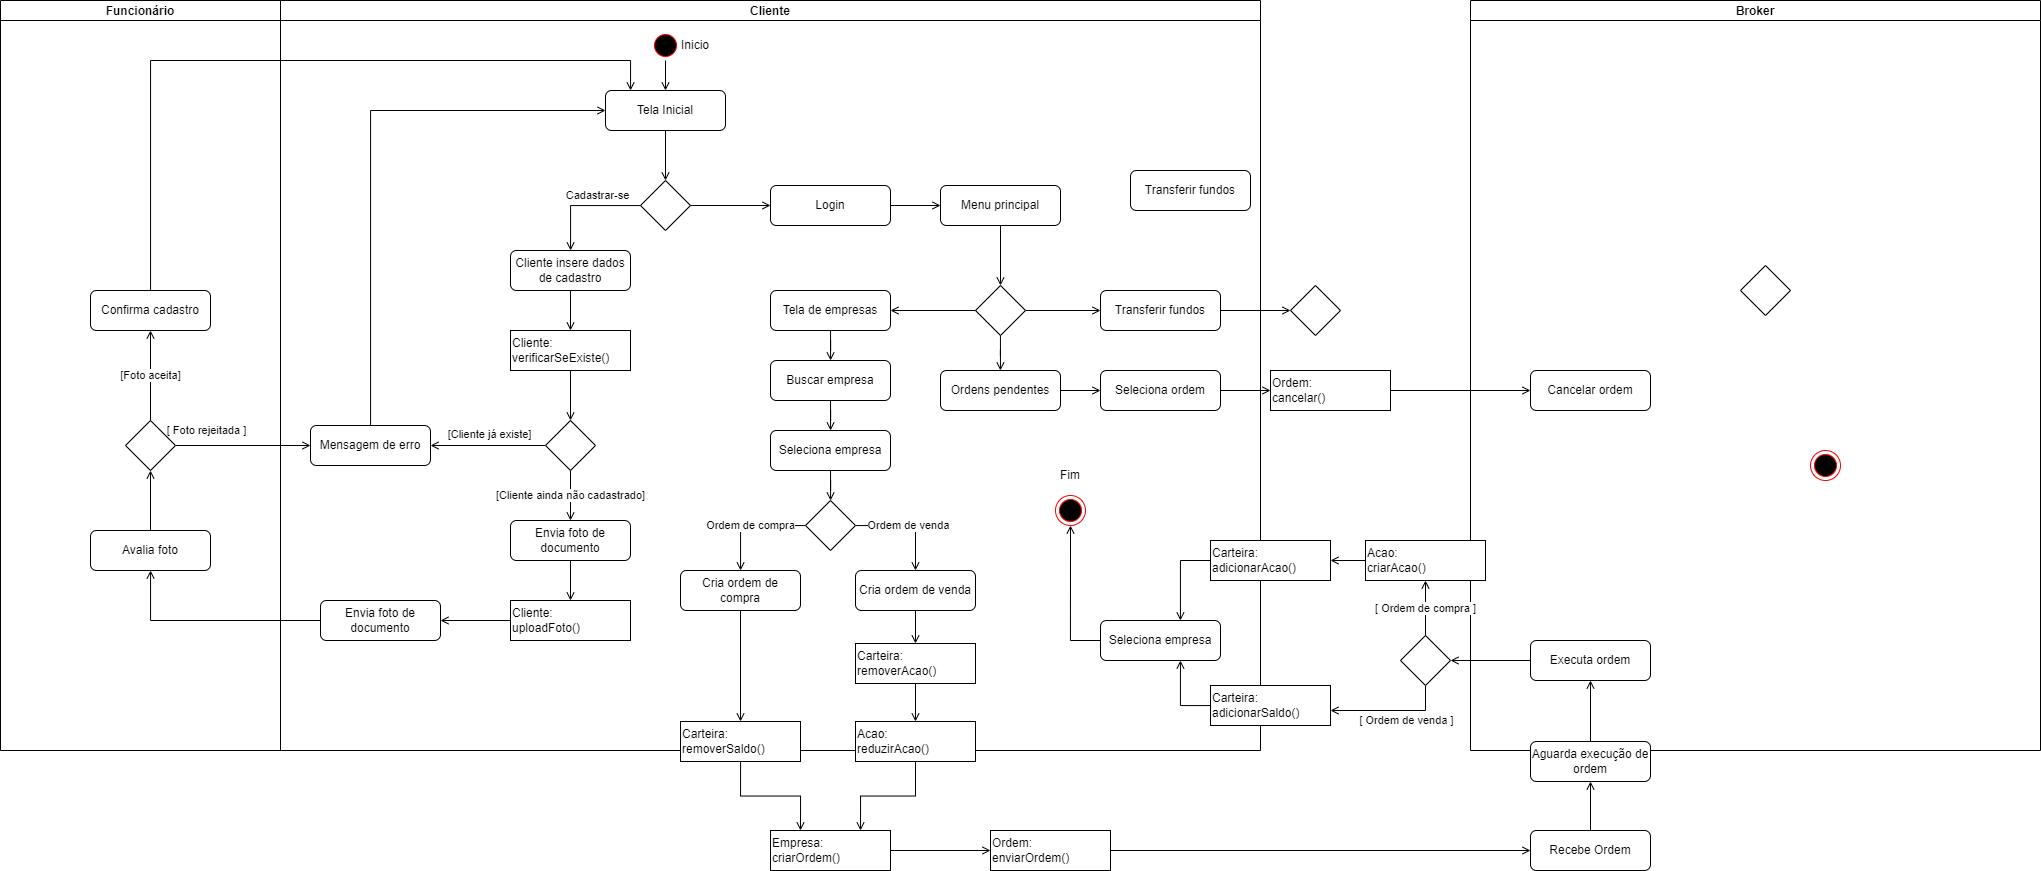 Funcionário
Cliente
Broker
Inicio
Tela Inicial
Cadastrar-se
Login
Menu principal
Transferir fundos
Cliente insere dados
de cadastro
Confirma cadastro
Tela de empresas
Transferir fundos
Cliente:
verificarSeExiste()
[Foto aceita]
Buscar empresa
Ordens pendentes
Seleciona ordem
Ordem:
cancelar()
Cancelar ordem
[ Foto rejeitada ]
Mensagem de erro
[Cliente já existe]
Seleciona empresa
Fim
[Cliente ainda não cadastrado]
Ordem de compra
Ordem de venda
Avalia foto
Envia foto de
documento
Carteira:
adicionarAcao()
Acao:
criarAcao()
Cria ordem de
compra
Cria ordem de venda
[ Ordem de compra ]
Envia foto de
documento
Cliente:
uploadFoto()
Seleciona empresa
Carteira:
removerAcao()
Executa ordem
Carteira:
adicionarSaldo()
[ Ordem de venda ]
Carteira:
removerSaldo()
Acao:
reduzirAcao()
Aguarda execução de
ordem
Empresa:
criarOrdem()
Ordem:
enviarOrdem()
Recebe Ordem